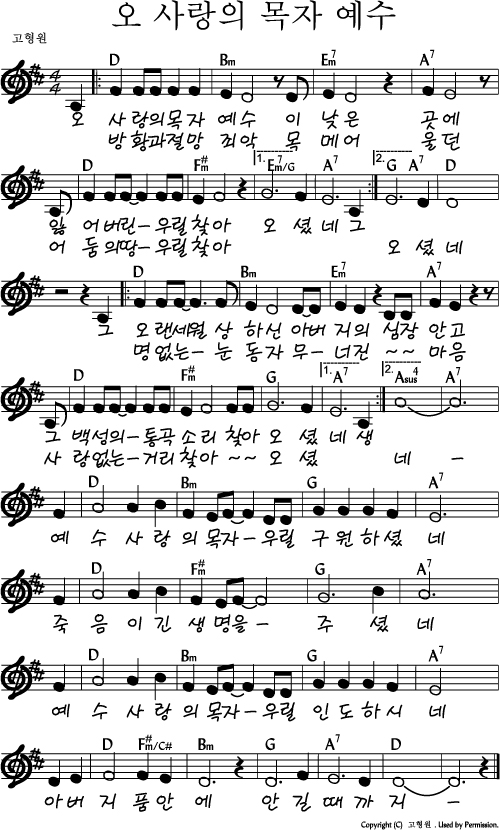 오 사랑의 목자 예수
고형원
D Bm Em7 A7
오 사랑의목자 예수 이 낮은 곳에
방황과절망 죄악 목 메어 울던
D F#m 1. Em7/G A7 2. G A7 D
잃 어버린-우릴찾아 오 셨네그
어 둠의땅-우릴찾아 오 셨네
D Bm Em7 A7
그 오랜세월 상 하신 아버 지의 심장 안고
명없는- 눈 동자 무- 너진 ~~ 마음
D F#m G 1. A7 2. Asus4 A7
그 백성의-통곡 소리 찾아 오 셨 네 생
사 랑없는-거리 찾아 ~~ 오 셨 네 -
D Bm G A7
예 수 사 랑 의 목자-우릴 구 원 하 셨 네
D F#m G A7
죽 음 이 긴 생 명을- 주 셨 네
D Bm G A7
예 수 사 랑 의 목자-우릴 인 도 하 시 네
D F#m/C# Bm G A7 D
아 버 지 품 안 에 안 길 때 까 지 -
Copyright (C) 고형원 . Used by Permission.